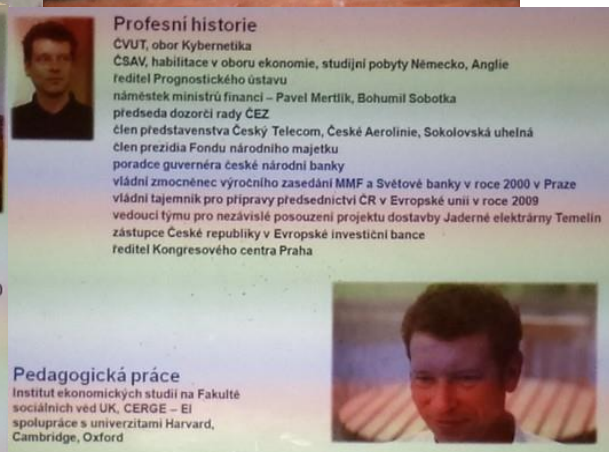 Profesní historie
ČVUT, obor Kybernetika
ČSAV, habilitace v oboru ekonomie, studijní pobyty Německo, Anglie
ředitel Prognostického ústavu
náměstek ministrů financí – Pavel Mertlík, Bohumil Sobotka
předseda dozorčí rady ČEZ
člen představenstva Český Telecom, České Aerolinie, Sokolovská uhelná
člen prezidia Fondu národního majetku
poradce guvernéra české národní banky
vládní zmocněnec výročního zasedání MMF a Světové banky v roce 2000 v Praze
vládní tajemník pro přípravy předsednictví ČR v Evropské unii v roce 2009
vedoucí týmu pro nezávislé posouzení projektu dostavby Jaderné elektrárny Temelín
zástupce České republiky v Evropské investiční bance
ředitel Kongresového centra Praha
Pedagogická práce
Institut ekonomických studií na Fakultě
sociálních věd UK, CERGE – EI
spolupráce s univerzitami Harvard,
Cambridge, Oxford